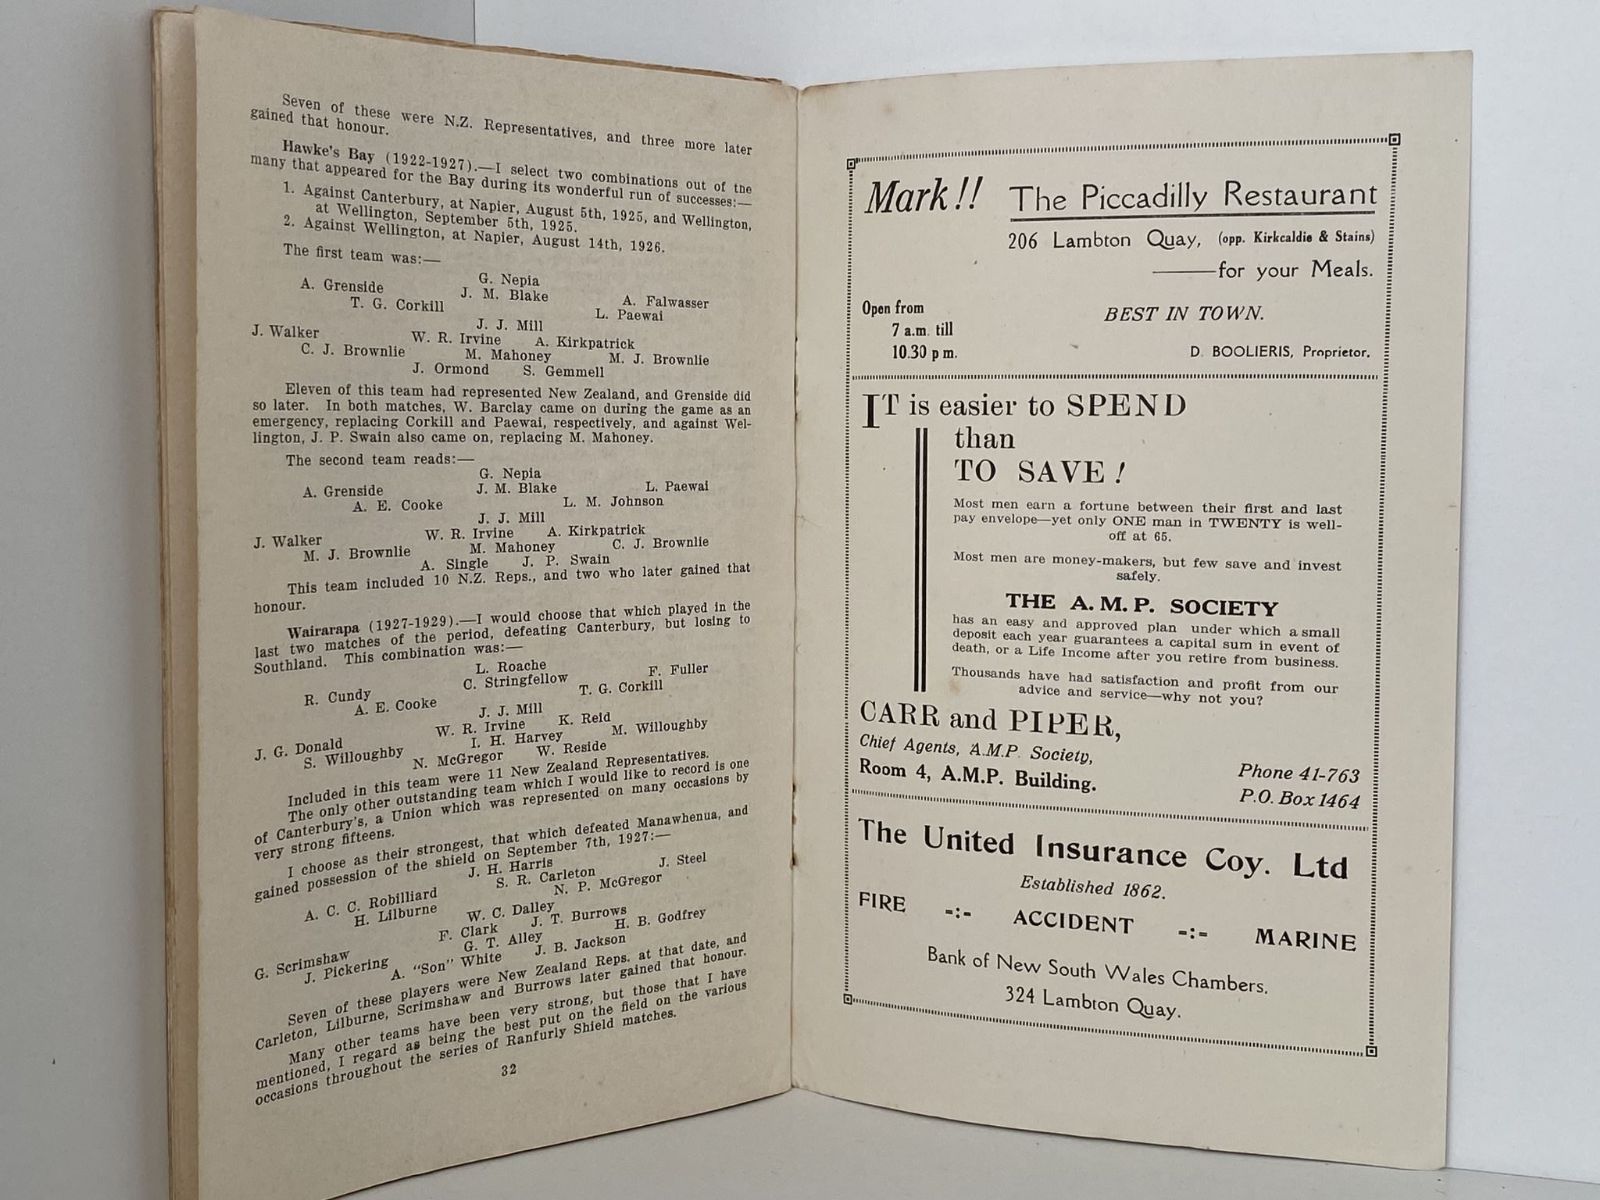 Seven of these were N.Z. Representatives, and three more later
gained that honour.
Hawke's Bay (1922-1927).—I select two combinations out of the
many that appeared for the Bay during its wonderful run of successes:—
1. Against Canterbury, at Napier, August 5th, 1925, and Wellington,
at Wellington, September 5th, 1925.
2. Against Wellington, at Napier, August 14th, 1926.
The first team was:—
G. Nepia
A. Grenside J. M. Blake A. Falwasser
T. G. Corkill L. Paewai
J. J. Mill
J. Walker W. R. Irvine A. Kirkpatrick
C. J. Brownlie M. Mahoney M. J. Brownlie
J. Ormond S. Gemmell
Eleven of this team had represented New Zealand, and Grenside did
so later. In both matches, W. Barclay came on during the game as an
emergency, replacing Corkill and Paewai, respectively, and against Wel-
lington, J. P. Swain also came on, replacing M. Mahoney.
The second team reads:—
G. Nepia
A. Grenside J. M. Blake L. Paewai
A. E. Cooke L. M. Johnson
J. J. Mill
J. Walker W. R. Irvine A. Kirkpatrick
M. J. Brownlie M. Mahoney C. J. Brownlie
A. Single J. P. Swain
This team included 10 N.Z. Reps., and two who later gained that
honour.
Wairarapa (1927-1929).—I would choose that which played in the
last two matches of the period, defeating Canterbury, but losing to
Southland. This combination was:—
L. Roache
R. Cundy C. Stringfellow F. Fuller
A. E. Cooke T. G. Corkill
J. J. Mill
J. G. Donald W. R. Irvine K. Reid
S. Willoughby I. H. Harvey M. Willoughby
N. McGregor W. Reside
Included in this team were 11 New Zealand Representatives.
The only other outstanding team which I would like to record is one
of Canterbury's, a Union which was represented on many occasions by
very strong fifteens.
I choose as their strongest, that which defeated Manawhenua, and
gained possession of the shield on September 7th, 1927:—
J. H. Harris
A. C. C. Robilliard S. R. Carleton J. Steel
H. Lilburne N. P. McGregor
W. C. Dalley
G. Scrimshaw F. Clark J. T. Burrows
J. Pickering G. T. Alley H. B. Godfrey
A. "Son" White J. B. Jackson
Seven of these players were New Zealand Reps. at that date, and
Carleton, Lilburne, Scrimshaw and Burrows later gained that honour.
Many other teams have been very strong, but those that I have
mentioned, I regard as being the best put on the field on the various
occasions throughout the series of Ranfurly Shield matches.
32
Mark!! The Piccadilly Restaurant
206 Lambton Quay, (opp. Kirkcaldie & Stains)
—for your Meals.
Open from
7 a.m. till
10.30 p m.
BEST IN TOWN.
D. BOOLIERIS, Proprietor.
IT is easier to SPEND
than
TO SAVE!
Most men earn a fortune between their first and last
pay envelope—yet only ONE man in TWENTY is well-
off at 65.
Most men are money-makers, but few save and invest
safely.
THE A.M.P. SOCIETY
has an easy and approved plan under which a small
deposit each year guarantees a capital sum in event of
death, or a Life Income after you retire from business.
Thousands have had satisfaction and profit from our
advice and service—why not you?
CARR and PIPER,
Chief Agents, A.M.P. Society,
Room 4, A.M.P. Building.
Phone 41-763
P.O. Box 1464
The United Insurance Coy. Ltd
Established 1862.
FIRE -:- ACCIDENT -:- MARINE
Bank of New South Wales Chambers.
324 Lambton Quay.